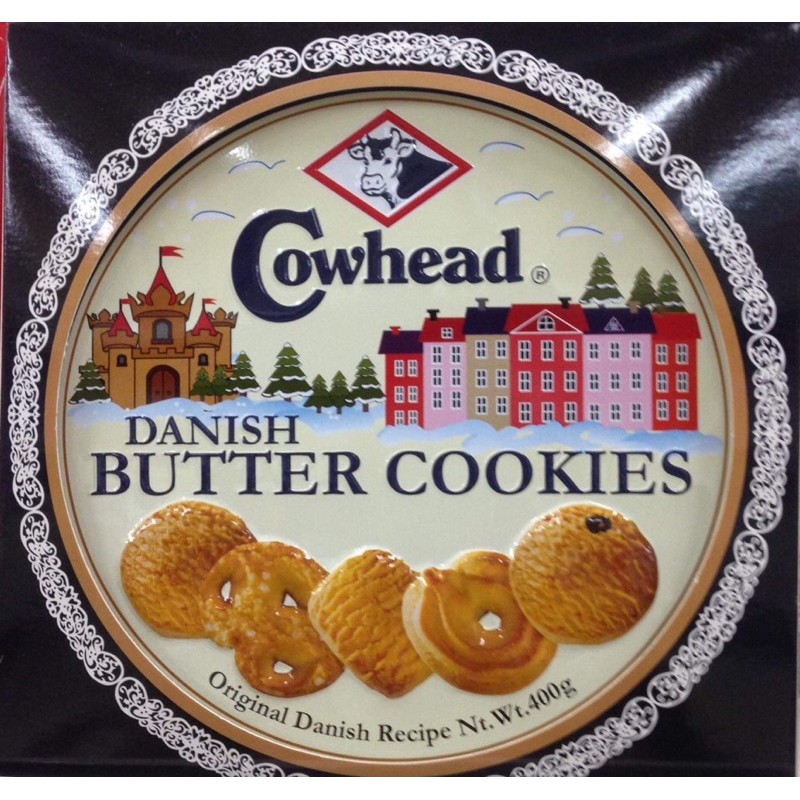 Cowhead®
DANISH
BUTTER COOKIES
Original Danish Recipe Nt.Wt.400g